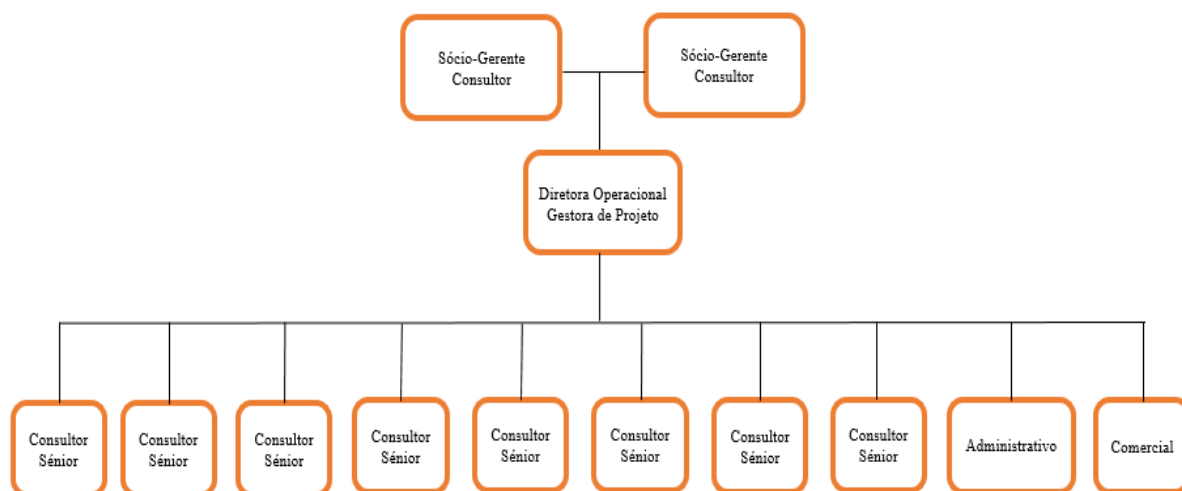 Sócio-Gerente
Consultor
Sócio-Gerente
Consultor
Diretora Operacional
Gestora de Projeto
Consultor
Sénior
Consultor
Sénior
Consultor
Sénior
Consultor
Sénior
Consultor
Sénior
Consultor
Sénior
Consultor
Sénior
Consultor
Sénior
Administrativo
Comercial